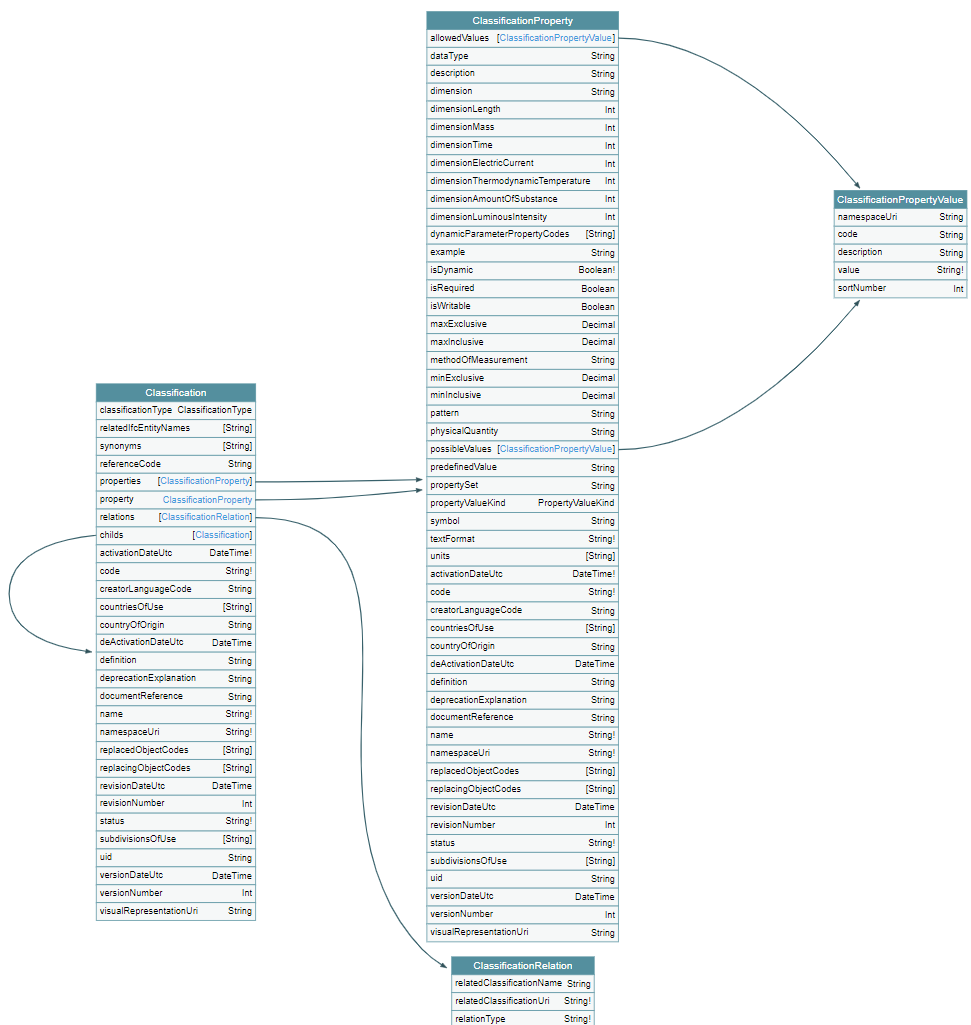 ClassificationProperty
allowedValues [ClassificationPropertyValue]
dataType String
description String
dimension String
dimensionLength Int
dimensionMass Int
dimensionTime Int
dimensionElectricCurrent Int
dimensionThermodynamicTemperature Int
dimensionAmountOfSubstance Int
dimensionLuminousIntensity Int
dynamicParameterPropertyCodes [String]
example String
isDynamic Boolean!
isRequired Boolean
isWritable Boolean
maxExclusive Decimal
maxInclusive Decimal
methodOfMeasurement String
minExclusive Decimal
minInclusive Decimal
pattern String
physicalQuantity String
possibleValues [ClassificationPropertyValue]
predefinedValue String
propertySet String
propertyValueKind PropertyValueKind
symbol String
textFormat String!
units [String]
activationDateUtc DateTime!
code String!
creatorLanguageCode String
countriesOfUse [String]
countryOfOrigin String
deActivationDateUtc DateTime
definition String
deprecationExplanation String
documentReference String
name String!
namespaceUri String!
replacedObjectCodes [String]
replacingObjectCodes [String]
revisionDateUtc DateTime
revisionNumber Int
status String!
subdivisionsOfUse [String]
uid String
versionDateUtc DateTime
versionNumber Int
visualRepresentationUri String
ClassificationPropertyValue
namespaceUri String
code String
description String
value String!
sortNumber Int
Classification
classificationType ClassificationType
relatedIfcEntityNames [String]
synonyms [String]
referenceCode String
properties [ClassificationProperty]
property ClassificationProperty
relations [ClassificationRelation]
childs [Classification]
activationDateUtc DateTime!
code String!
creatorLanguageCode String
countriesOfUse [String]
countryOfOrigin String
deActivationDateUtc DateTime
definition String
deprecationExplanation String
documentReference String
name String!
namespaceUri String!
replacedObjectCodes [String]
replacingObjectCodes [String]
revisionDateUtc DateTime
revisionNumber Int
status String!
subdivisionsOfUse [String]
uid String
versionDateUtc DateTime
versionNumber Int
visualRepresentationUri String
ClassificationRelation
relatedClassificationName String
relatedClassificationUri String!
relationType String!